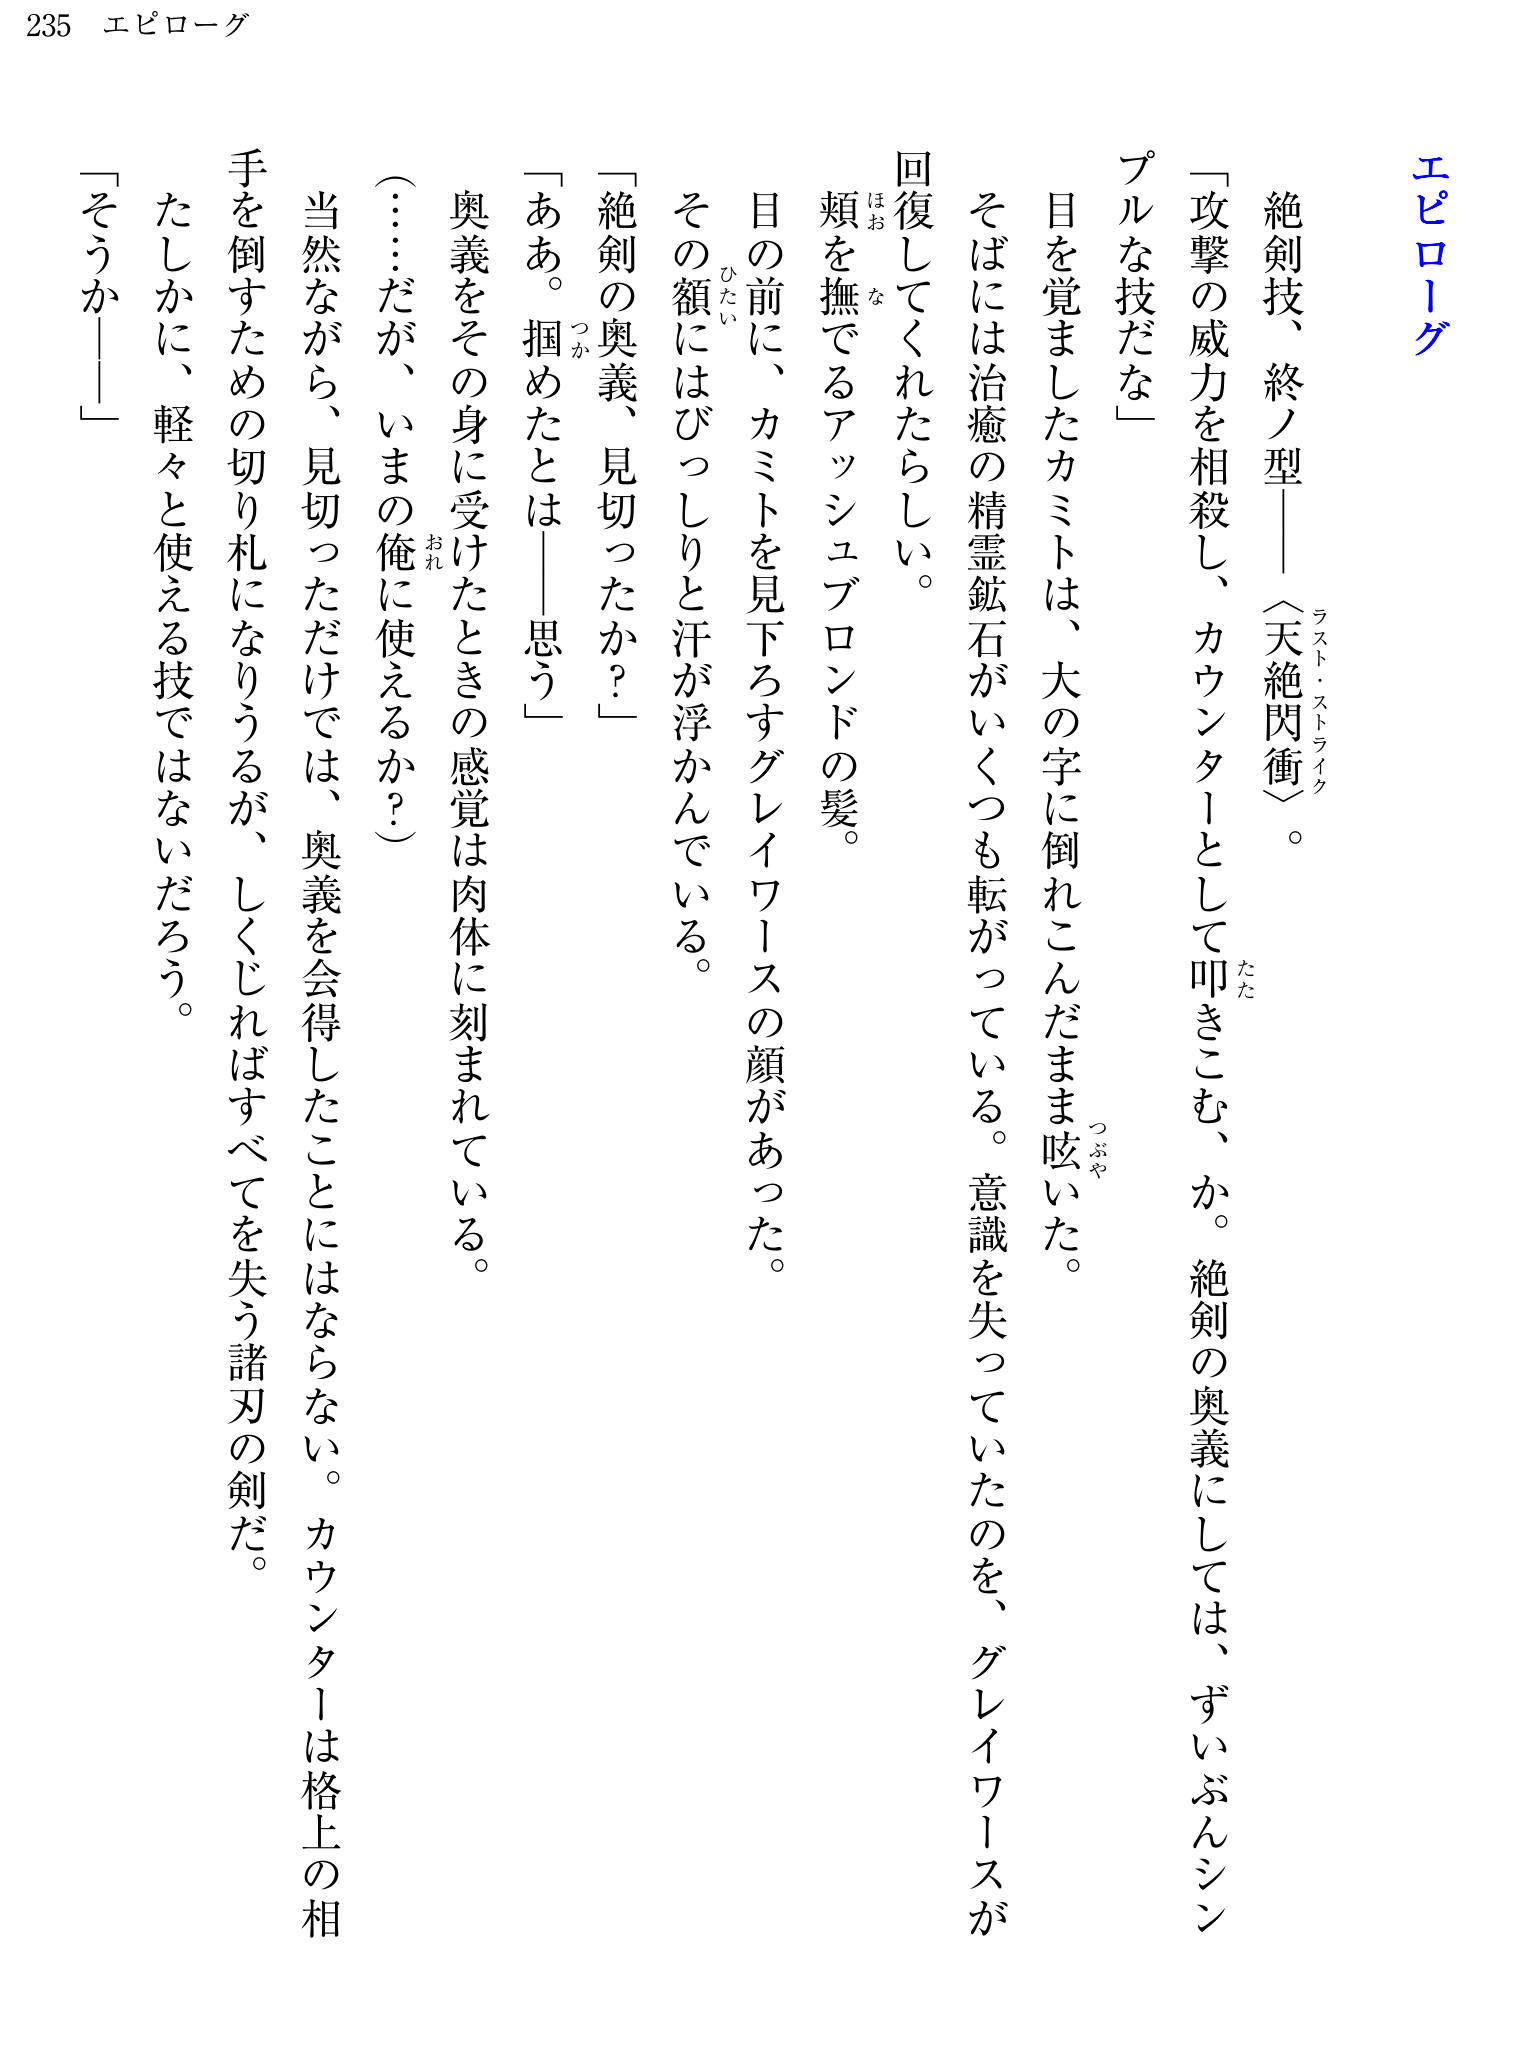 235 エピローグ
エピローグ
絶剣技、終ノ型――〈天絶閃衝〉。
ラスト・ストライク
「攻撃の威力を相殺し、カウンターとして叩きこむ、か。絶剣の奥義にしては、ずいぶんシン
たた
プルな技だな」
目を覚ましたカミトは、大の字に倒れこんだまま呟いた。
つぶや
そばには治癒の精霊鉱石がいくつも転がっている。意識を失っていたのを、グレイワースが
回復してくれたらしい。
頬を撫でるアッシュブロンドの髪。
ほお な
目の前に、カミトを見下ろすグレイワースの顔があった。
その額にはびっしりと汗が浮かんでいる。
ひたい
「絶剣の奥義、見切ったか?」
「ああ。掴めたとは――思う」
つか
奥義をその身に受けたときの感覚は肉体に刻まれている。
(……だが、いまの俺に使えるか?)
おれ
当然ながら、見切っただけでは、奥義を会得したことにはならない。カウンターは格上の相
手を倒すための切り札になりうるが、しくじればすべてを失う諸刃の剣だ。
たしかに、軽々と使える技ではないだろう。
「そうか――」